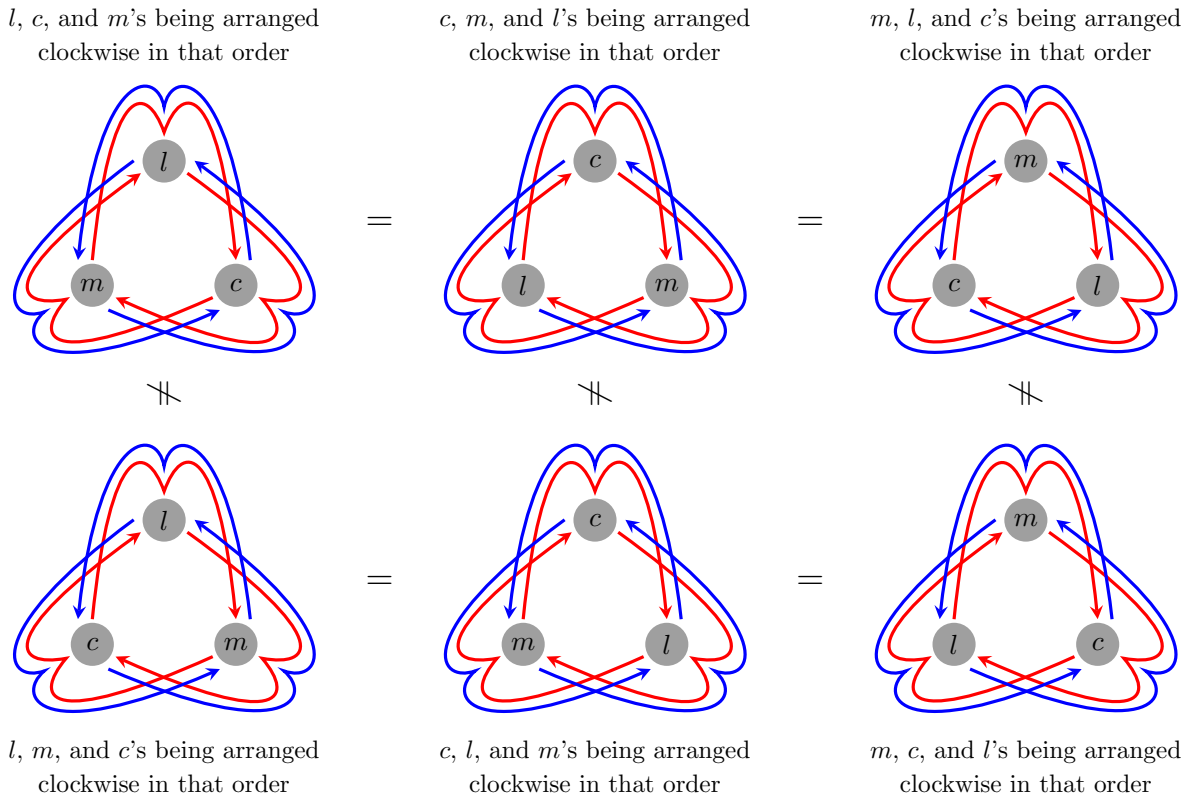 l, c, and m's being arranged
clockwise in that order
c, m, and l's being arranged
clockwise in that order
m, l, and c's being arranged
clockwise in that order
l
c
m
m
c
=
l
m
=
c
l
≠
≠
≠
l
c
m
c
m
=
m
l
=
l
c
l, m, and c's being arranged
clockwise in that order
c, l, and m's being arranged
clockwise in that order
m, c, and l's being arranged
clockwise in that order